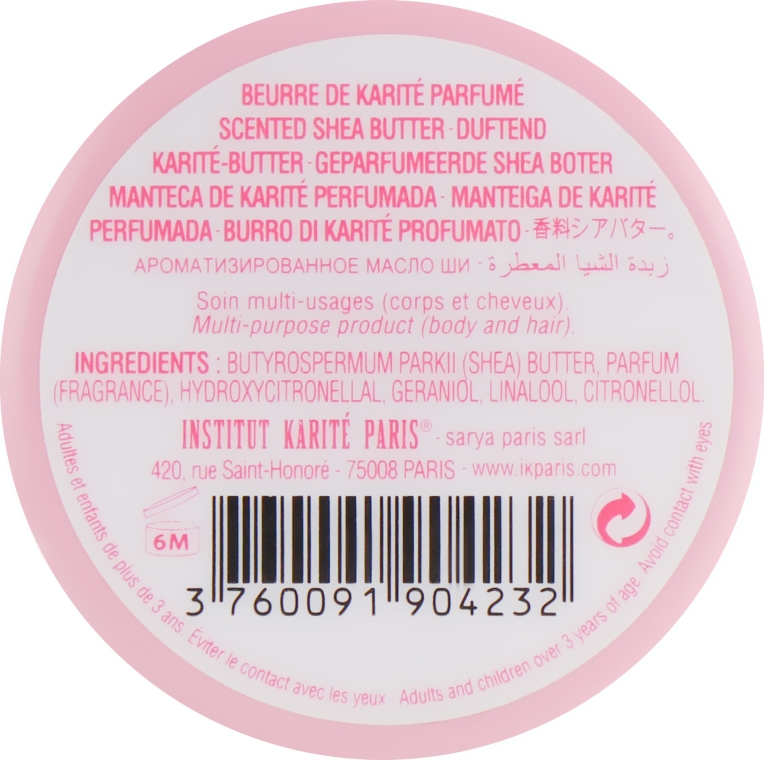 BEURRE DE KARITÉ PARFUMÉ
SCENTED SHEA BUTTER - DUFTEND
KARITÉ-BUTTER - GEPARFUMEERDE SHEA BOTER
MANTECA DE KARITÉ PERFUMADA - MANTEIGA DE KARITÉ
PERFUMADA - BURRO DI KARITÉ PROFUMATO - 香料シアバター。
АРОМАТИЗИРОВАННОЕ МАСЛО ШИ - زبدة الشيا المعطرة
Soin multi-usages (corps et cheveux).
Multi-purpose product (body and hair).
INGREDIENTS : BUTYROSPERMUM PARKII (SHEA) BUTTER, PARFUM
(FRAGRANCE), HYDROXYCITRONELLAL, GERANIOL, LINALOOL, CITRONELLOL.
INSTITUT KÀRITÉ PARIS® - sarya paris sarl
420, rue Saint-Honoré - 75008 PARIS - www.ikparis.com
6M
3 760091 904232
Adultes et enfants de plus de 3 ans. Éviter le contact avec les yeux
Adults and children over 3 years of age. Avoid contact with eyes